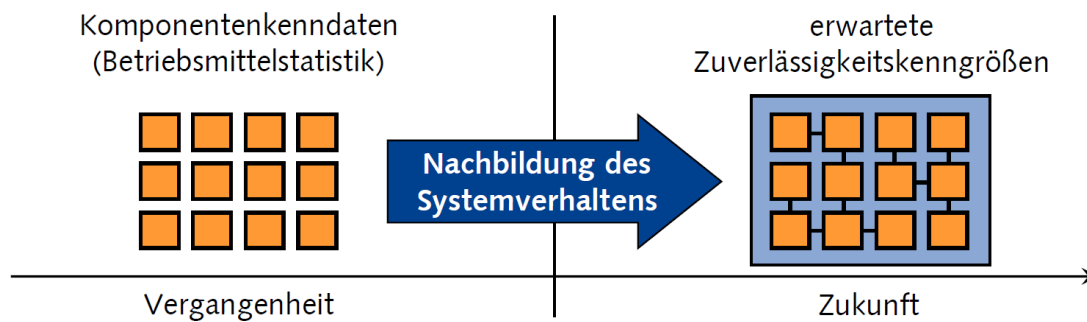 Komponentenkenndaten
(Betriebsmittelstatistik)
erwartete
Zuverlässigkeitskenngrößen
Nachbildung des
Systemverhaltens
Vergangenheit
Zukunft